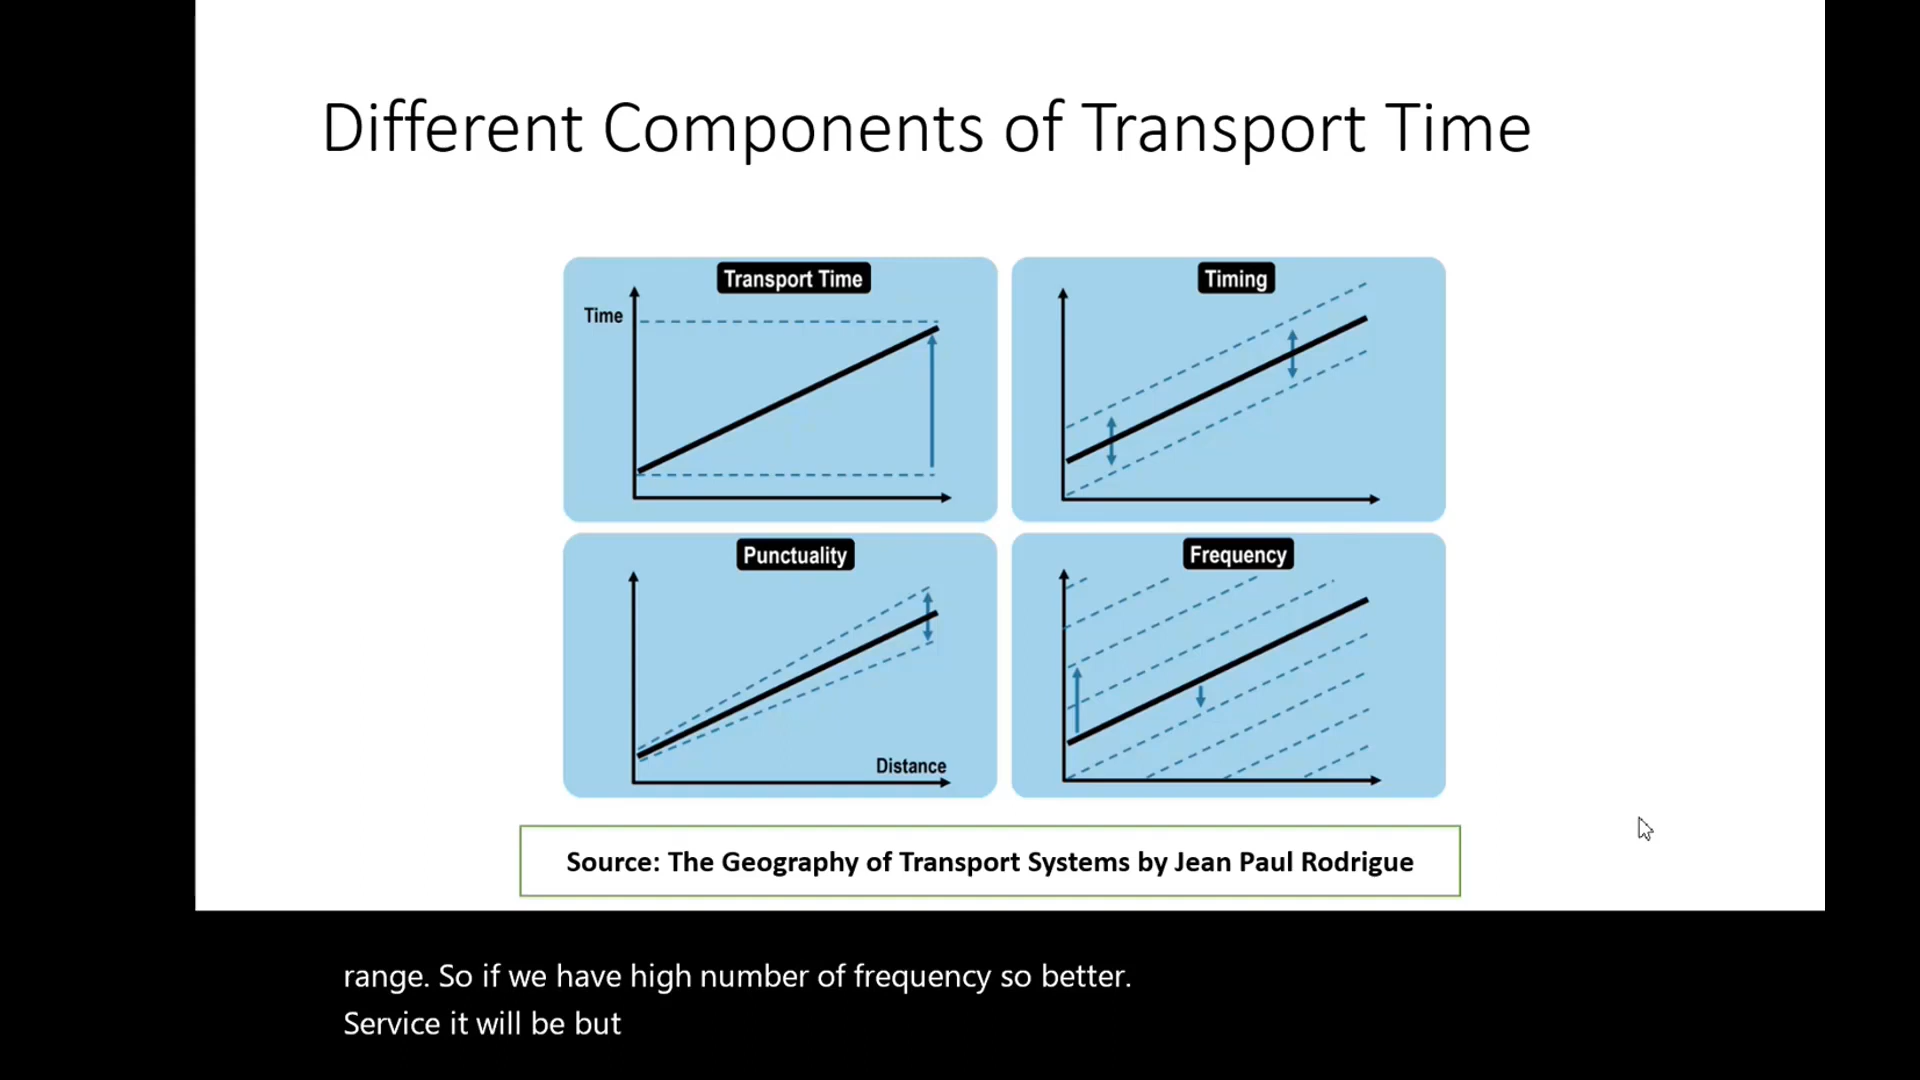 Different Components of Transport Time
Transport Time
Time
Timing
Punctuality
Distance
Frequency
Source: The Geography of Transport Systems by Jean Paul Rodrigue
range. So if we have high number of frequency so better.
Service it will be but